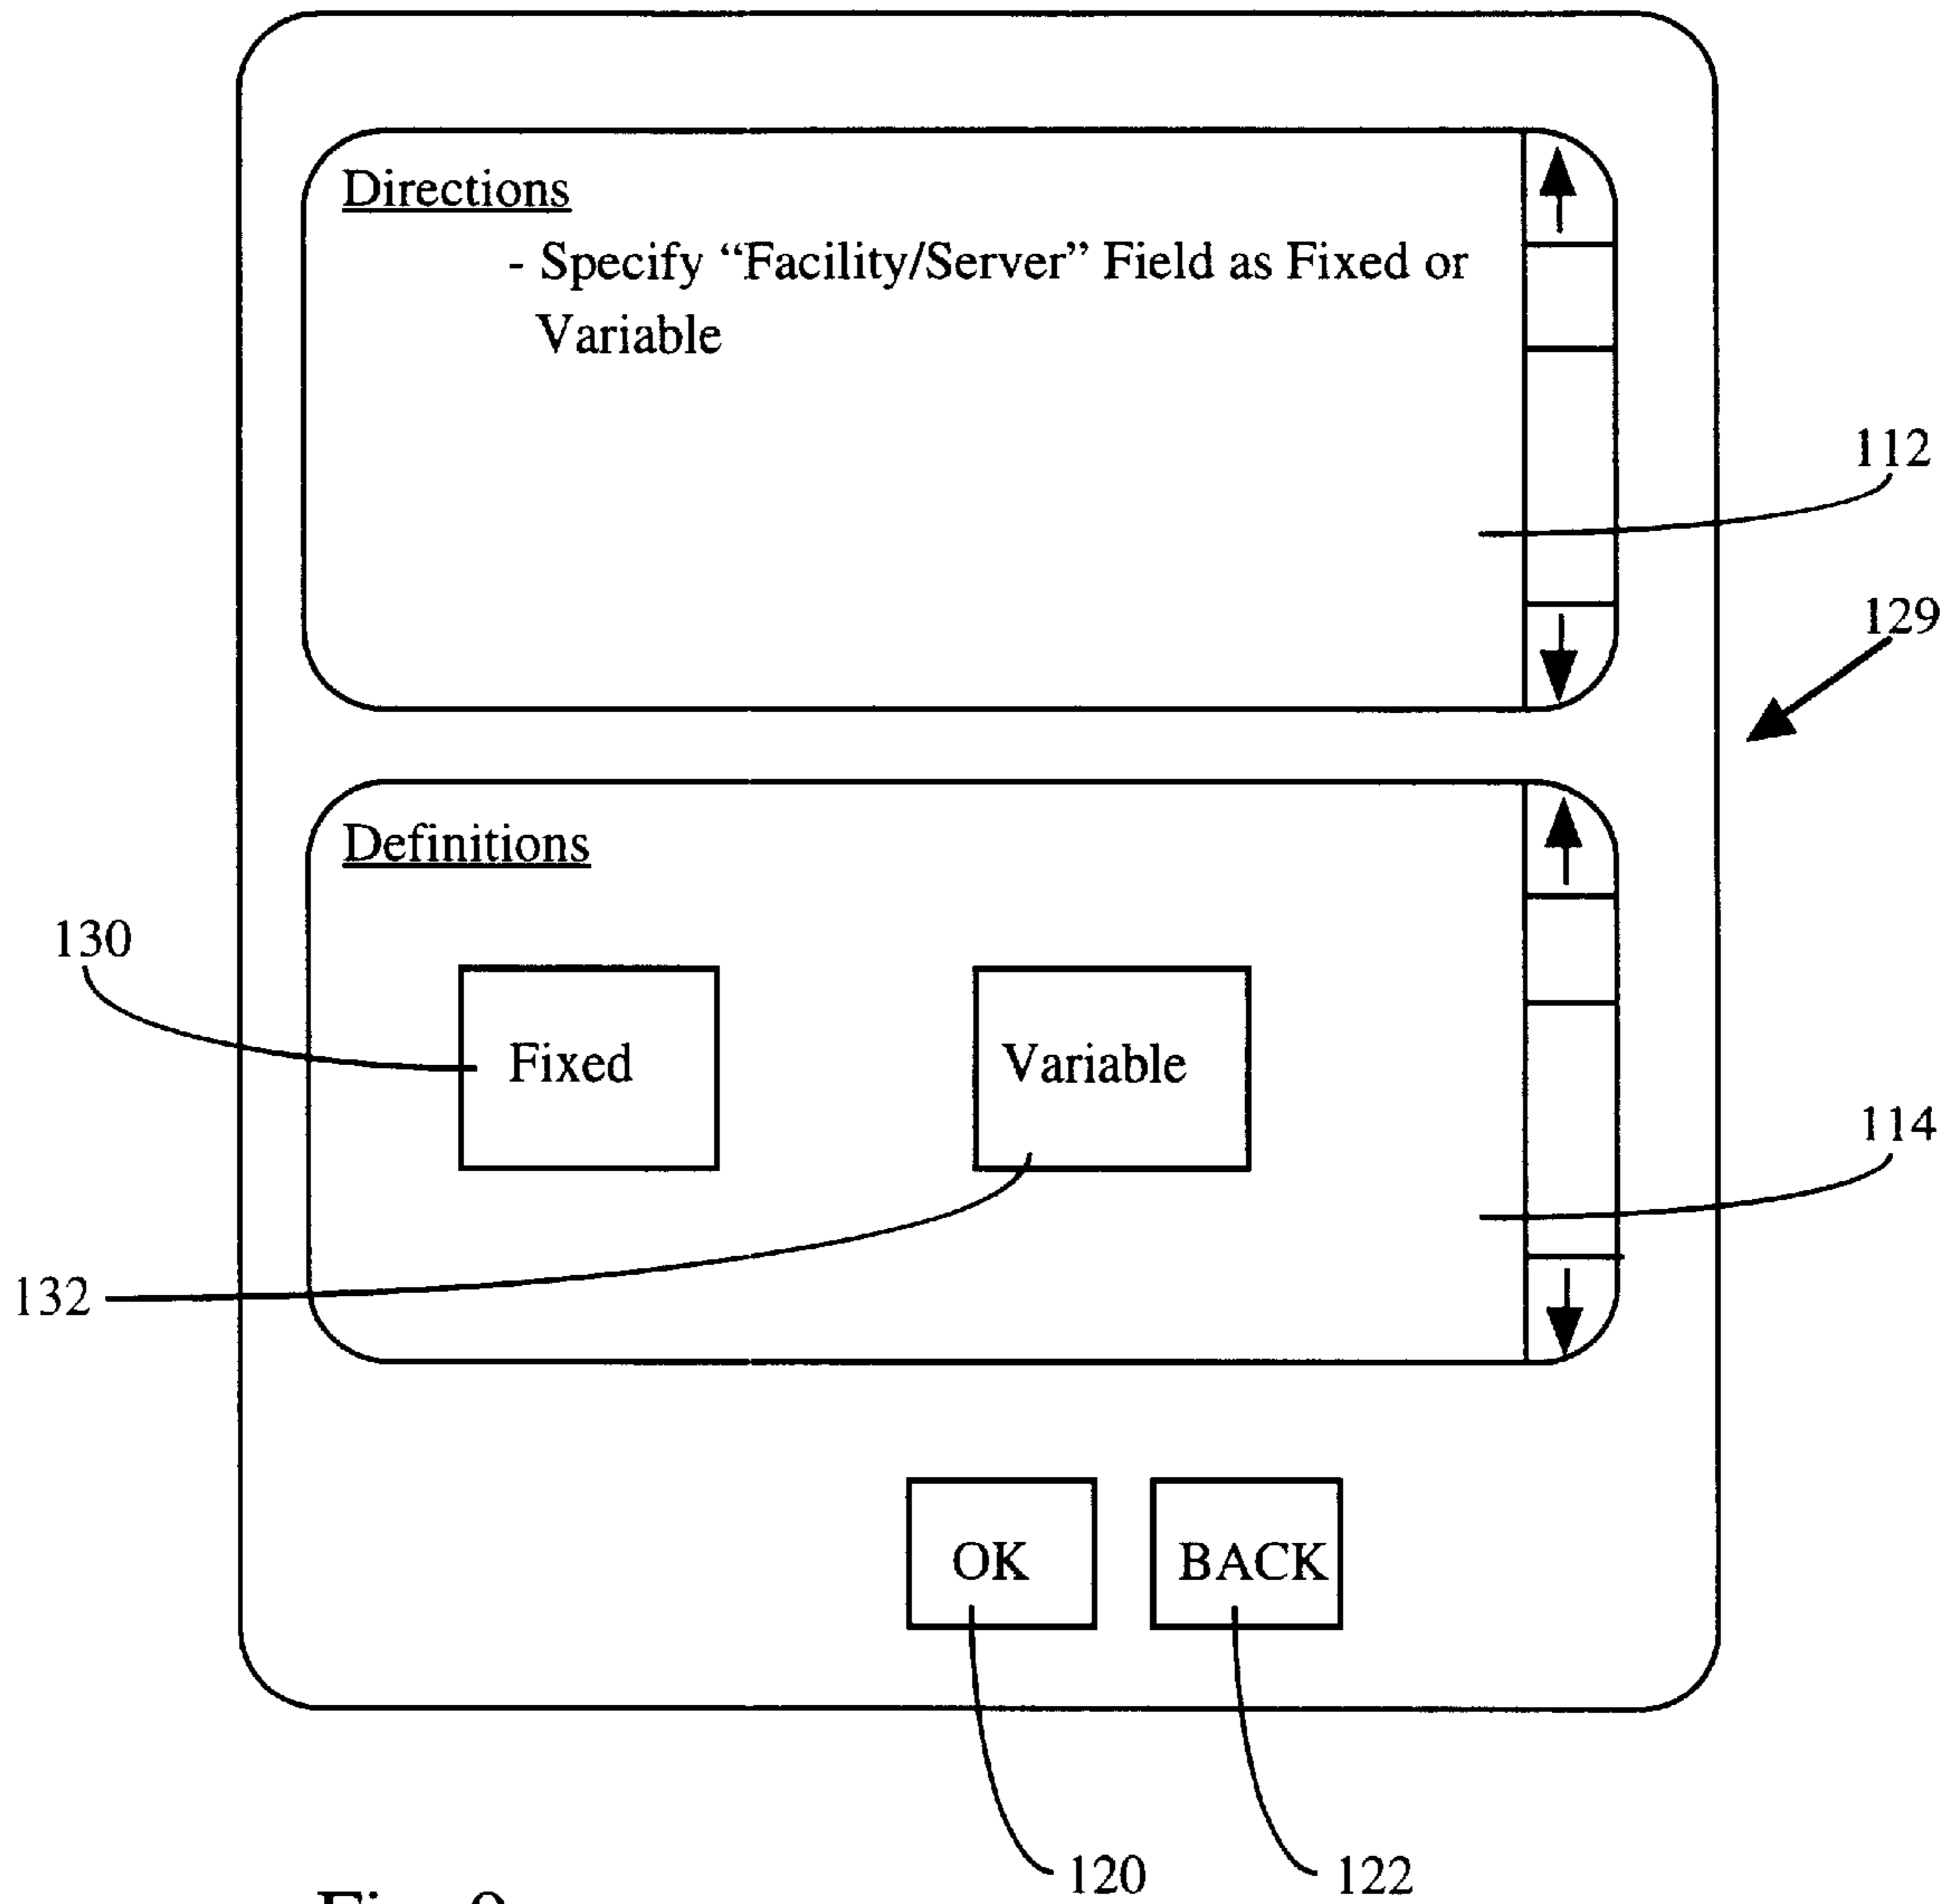 Directions
- Specify “Facility/Server” Field as Fixed or
Variable
112
129
Definitions
130
Fixed
Variable
114
132
OK
BACK
120
122